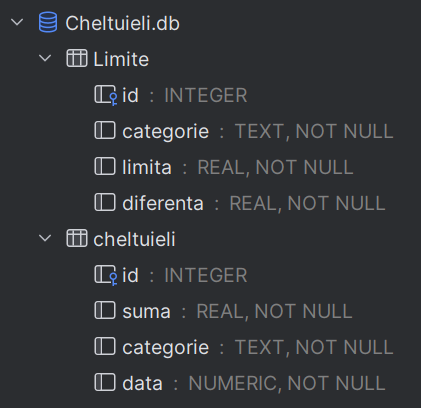 Cheltuieli.db
Limite
id : INTEGER
categorie : TEXT, NOT NULL
limita : REAL, NOT NULL
diferenta : REAL, NOT NULL
cheltuieli
id : INTEGER
suma : REAL, NOT NULL
categorie : TEXT, NOT NULL
data : NUMERIC, NOT NULL